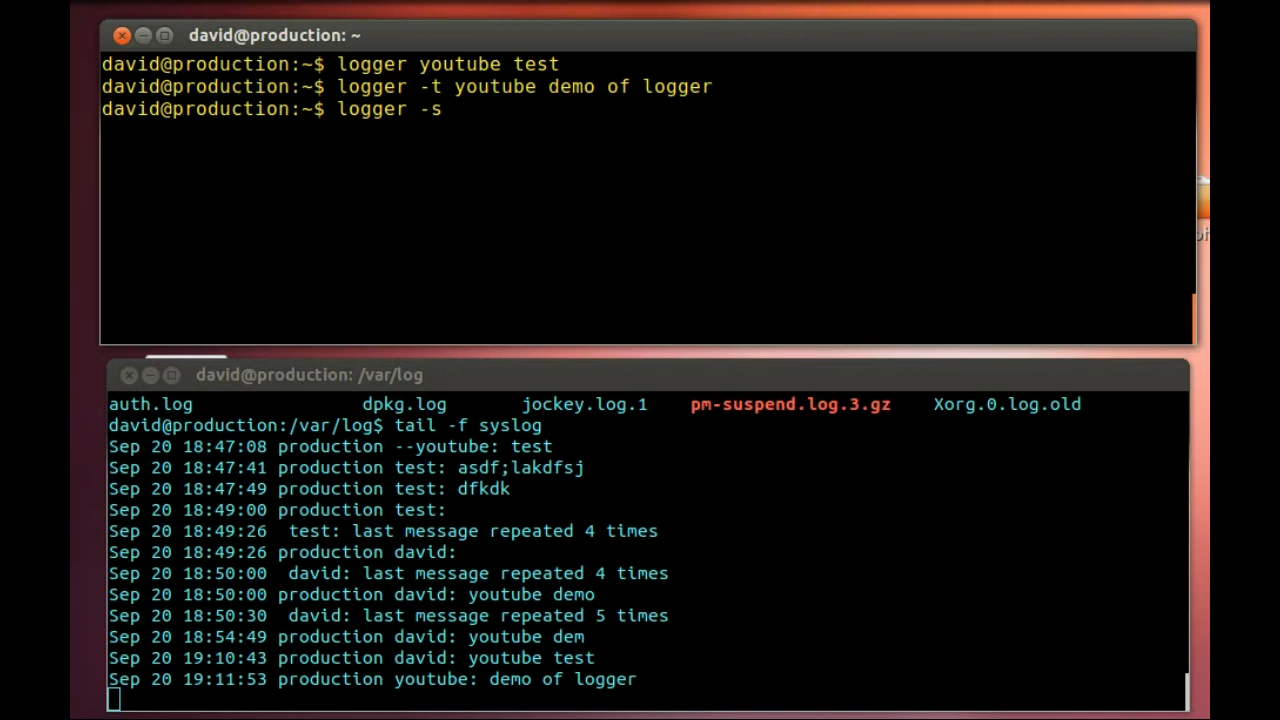 david@production: ~
david@production:~$ logger youtube test
david@production:~$ logger -t youtube demo of logger
david@production:~$ logger -s
david@production: /var/log
auth.log dpkg.log jockey.log.1 pm-suspend.log.3.gz Xorg.0.log.old
david@production:/var/log$ tail -f syslog
Sep 20 18:47:08 production --youtube: test
Sep 20 18:47:41 production test: asdf;lakdfsj
Sep 20 18:47:49 production test: dfkdk
Sep 20 18:49:00 production test:
Sep 20 18:49:26  test: last message repeated 4 times
Sep 20 18:49:26 production david:
Sep 20 18:50:00  david: last message repeated 4 times
Sep 20 18:50:00 production david: youtube demo
Sep 20 18:50:30  david: last message repeated 5 times
Sep 20 18:54:49 production david: youtube dem
Sep 20 19:10:43 production david: youtube test
Sep 20 19:11:53 production youtube: demo of logger